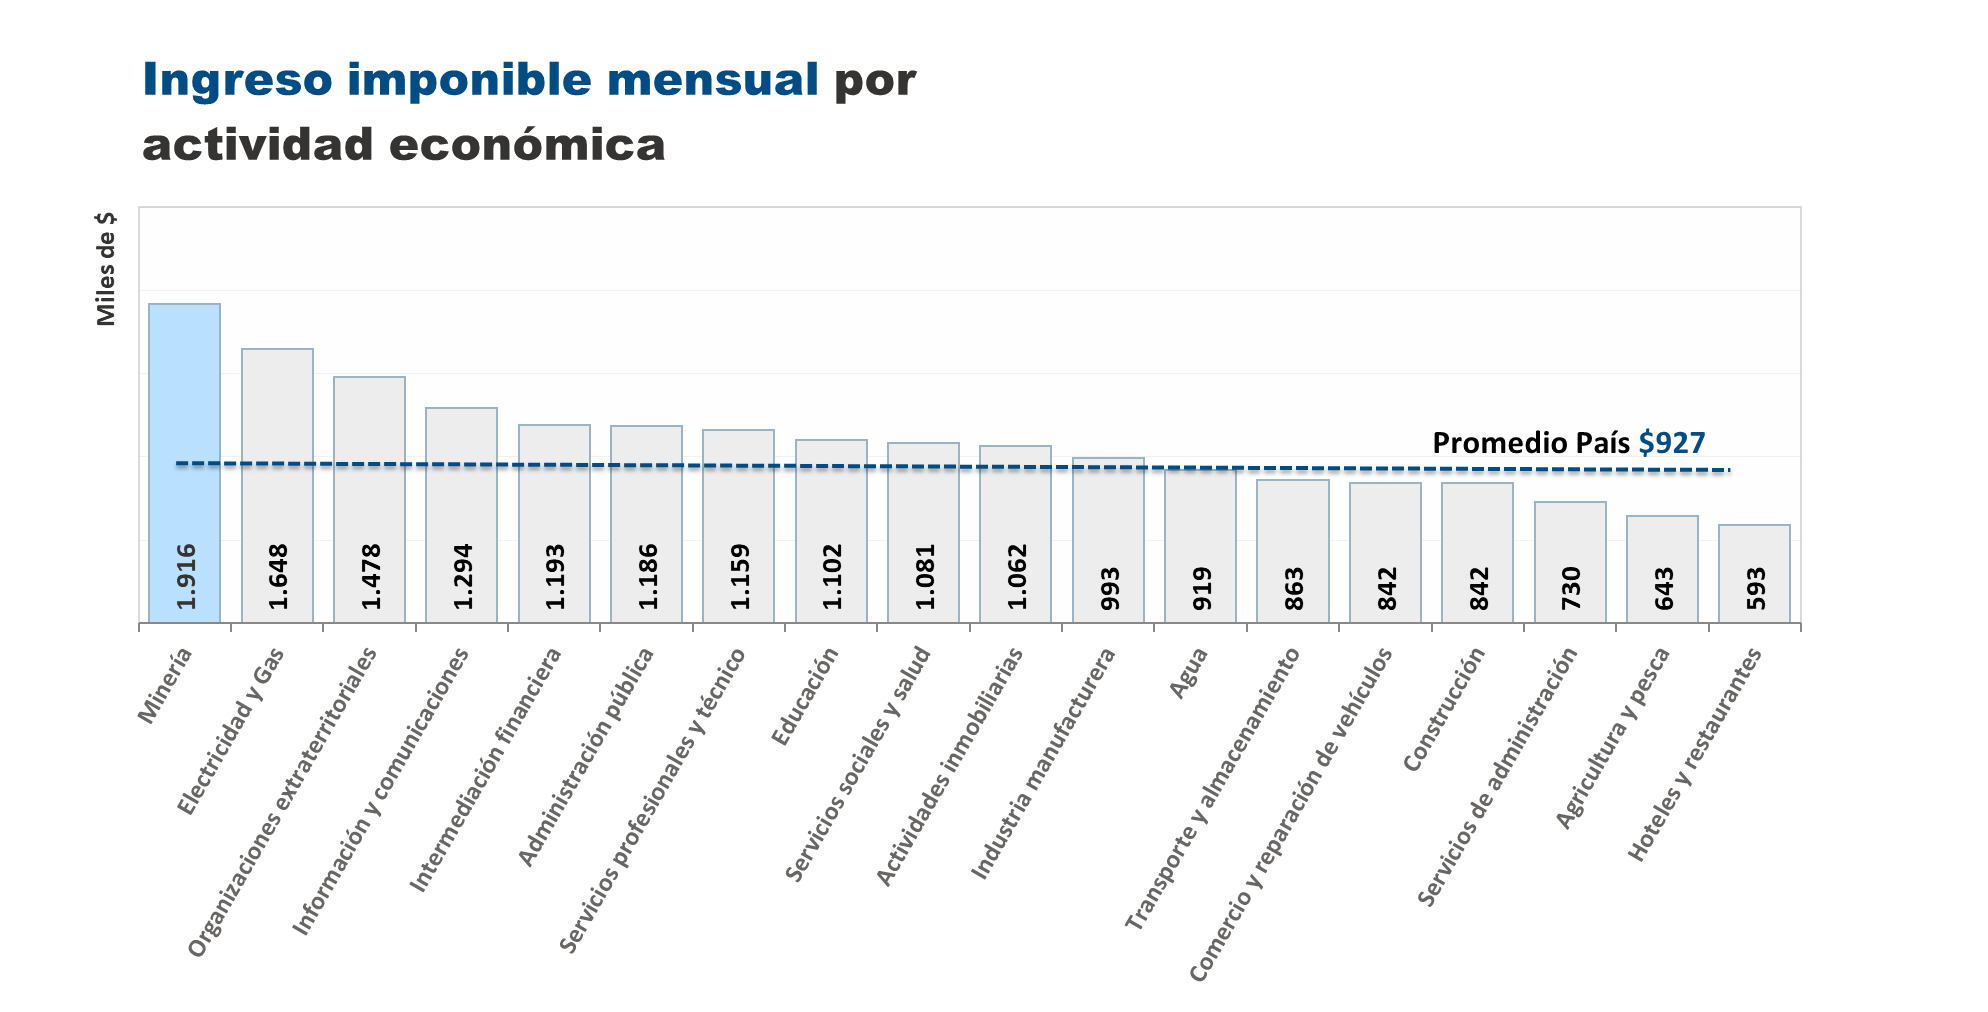 Ingreso imponible mensual por
actividad económica
Miles de $
Promedio País $927
1.916
1.648
1.478
1.294
1.193
1.186
1.159
1.102
1.081
1.062
993
919
863
842
842
730
643
593
Minería
Electricidad y Gas
Organizaciones extraterritoriales
Información y comunicaciones
Intermediación financiera
Administración pública
Servicios profesionales y técnico
Educación
Servicios sociales y salud
Actividades inmobiliarias
Industria manufacturera
Agua
Transporte y almacenamiento
Comercio y reparación de vehículos
Construcción
Servicios de administración
Agricultura y pesca
Hoteles y restaurantes